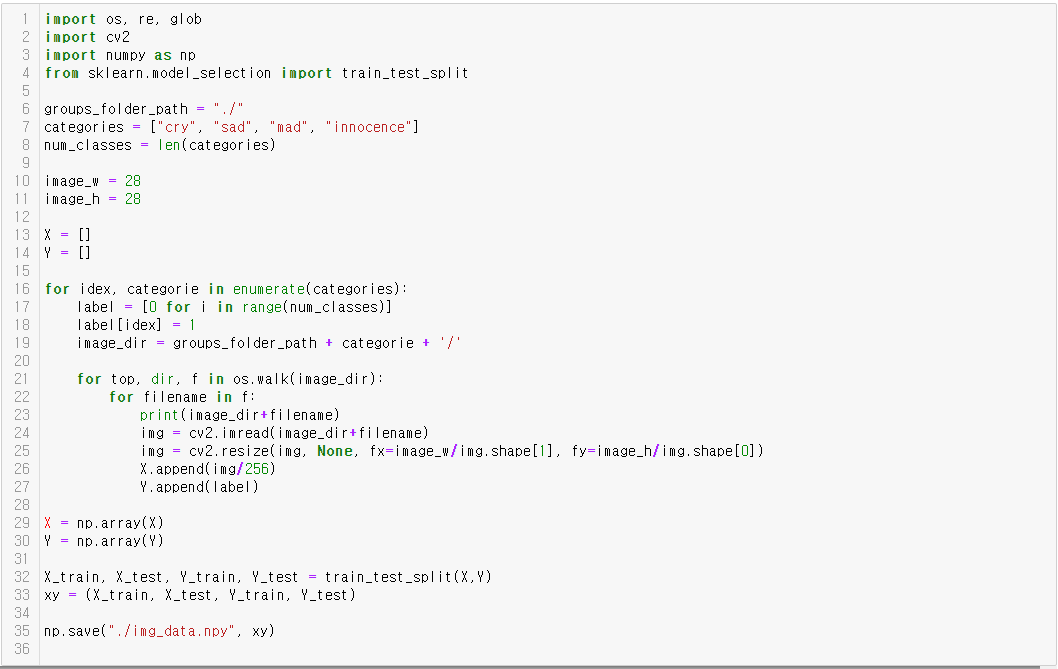 1 import os, re, glob
2 import cv2
3 import numpy as np
4 from sklearn.model_selection import train_test_split
5
6 groups_folder_path = "./"
7 categories = ["cry", "sad", "mad", "innocence"]
8 num_classes = len(categories)
9
10 image_w = 28
11 image_h = 28
12
13 X = []
14 Y = []
15
16 for idex, categorie in enumerate(categories):
17     label = [0 for i in range(num_classes)]
18     label[idex] = 1
19     image_dir = groups_folder_path + categorie + '/'
20
21     for top, dir, f in os.walk(image_dir):
22         for filename in f:
23             print(image_dir+filename)
24             img = cv2.imread(image_dir+filename)
25             img = cv2.resize(img, None, fx=image_w/img.shape[1], fy=image_h/img.shape[0])
26             X.append(img/256)
27             Y.append(label)
28
29 X = np.array(X)
30 Y = np.array(Y)
31
32 X_train, X_test, Y_train, Y_test = train_test_split(X,Y)
33 xy = (X_train, X_test, Y_train, Y_test)
34
35 np.save("./img_data.npy", xy)
36